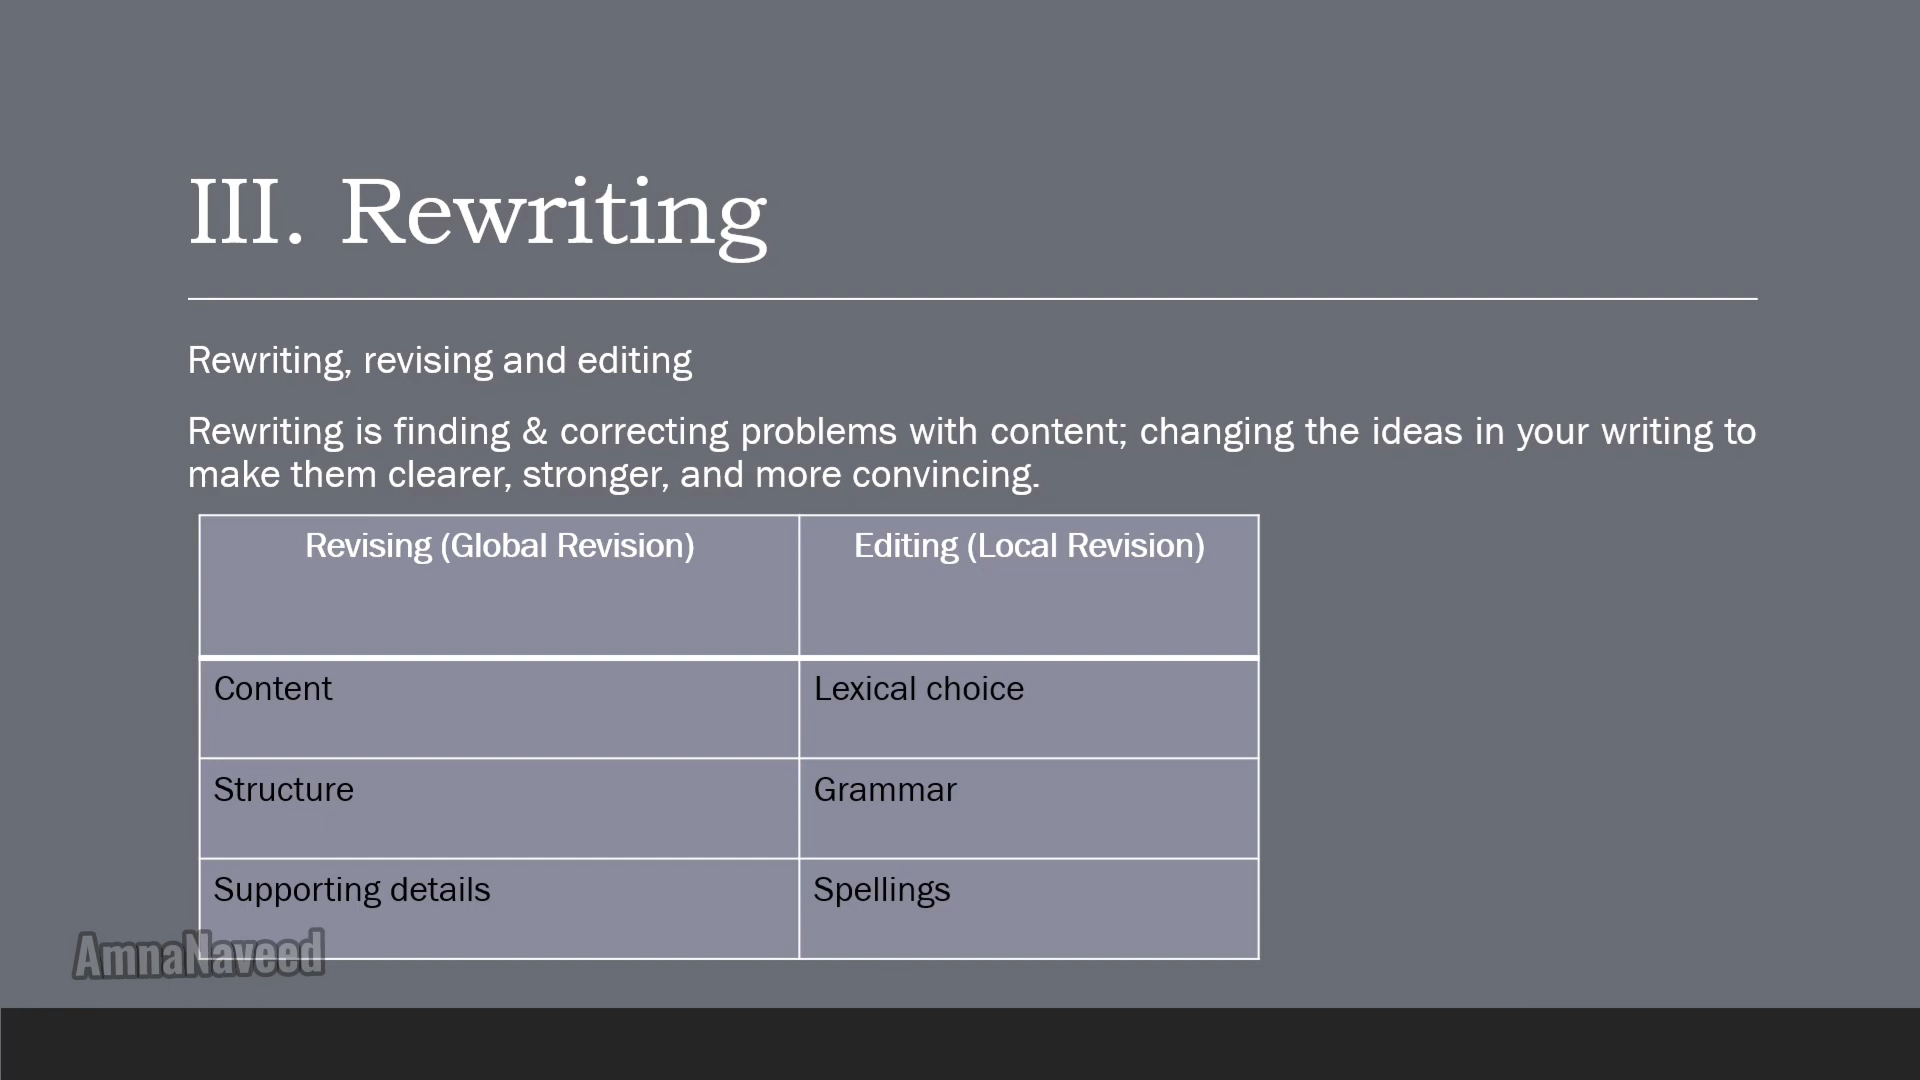 III. Rewriting
Rewriting, revising and editing
Rewriting is finding & correcting problems with content; changing the ideas in your writing to
make them clearer, stronger, and more convincing.
Revising (Global Revision)
Editing (Local Revision)
Content
Lexical choice
Structure
Grammar
Supporting details
Spellings
AmnaNaveed